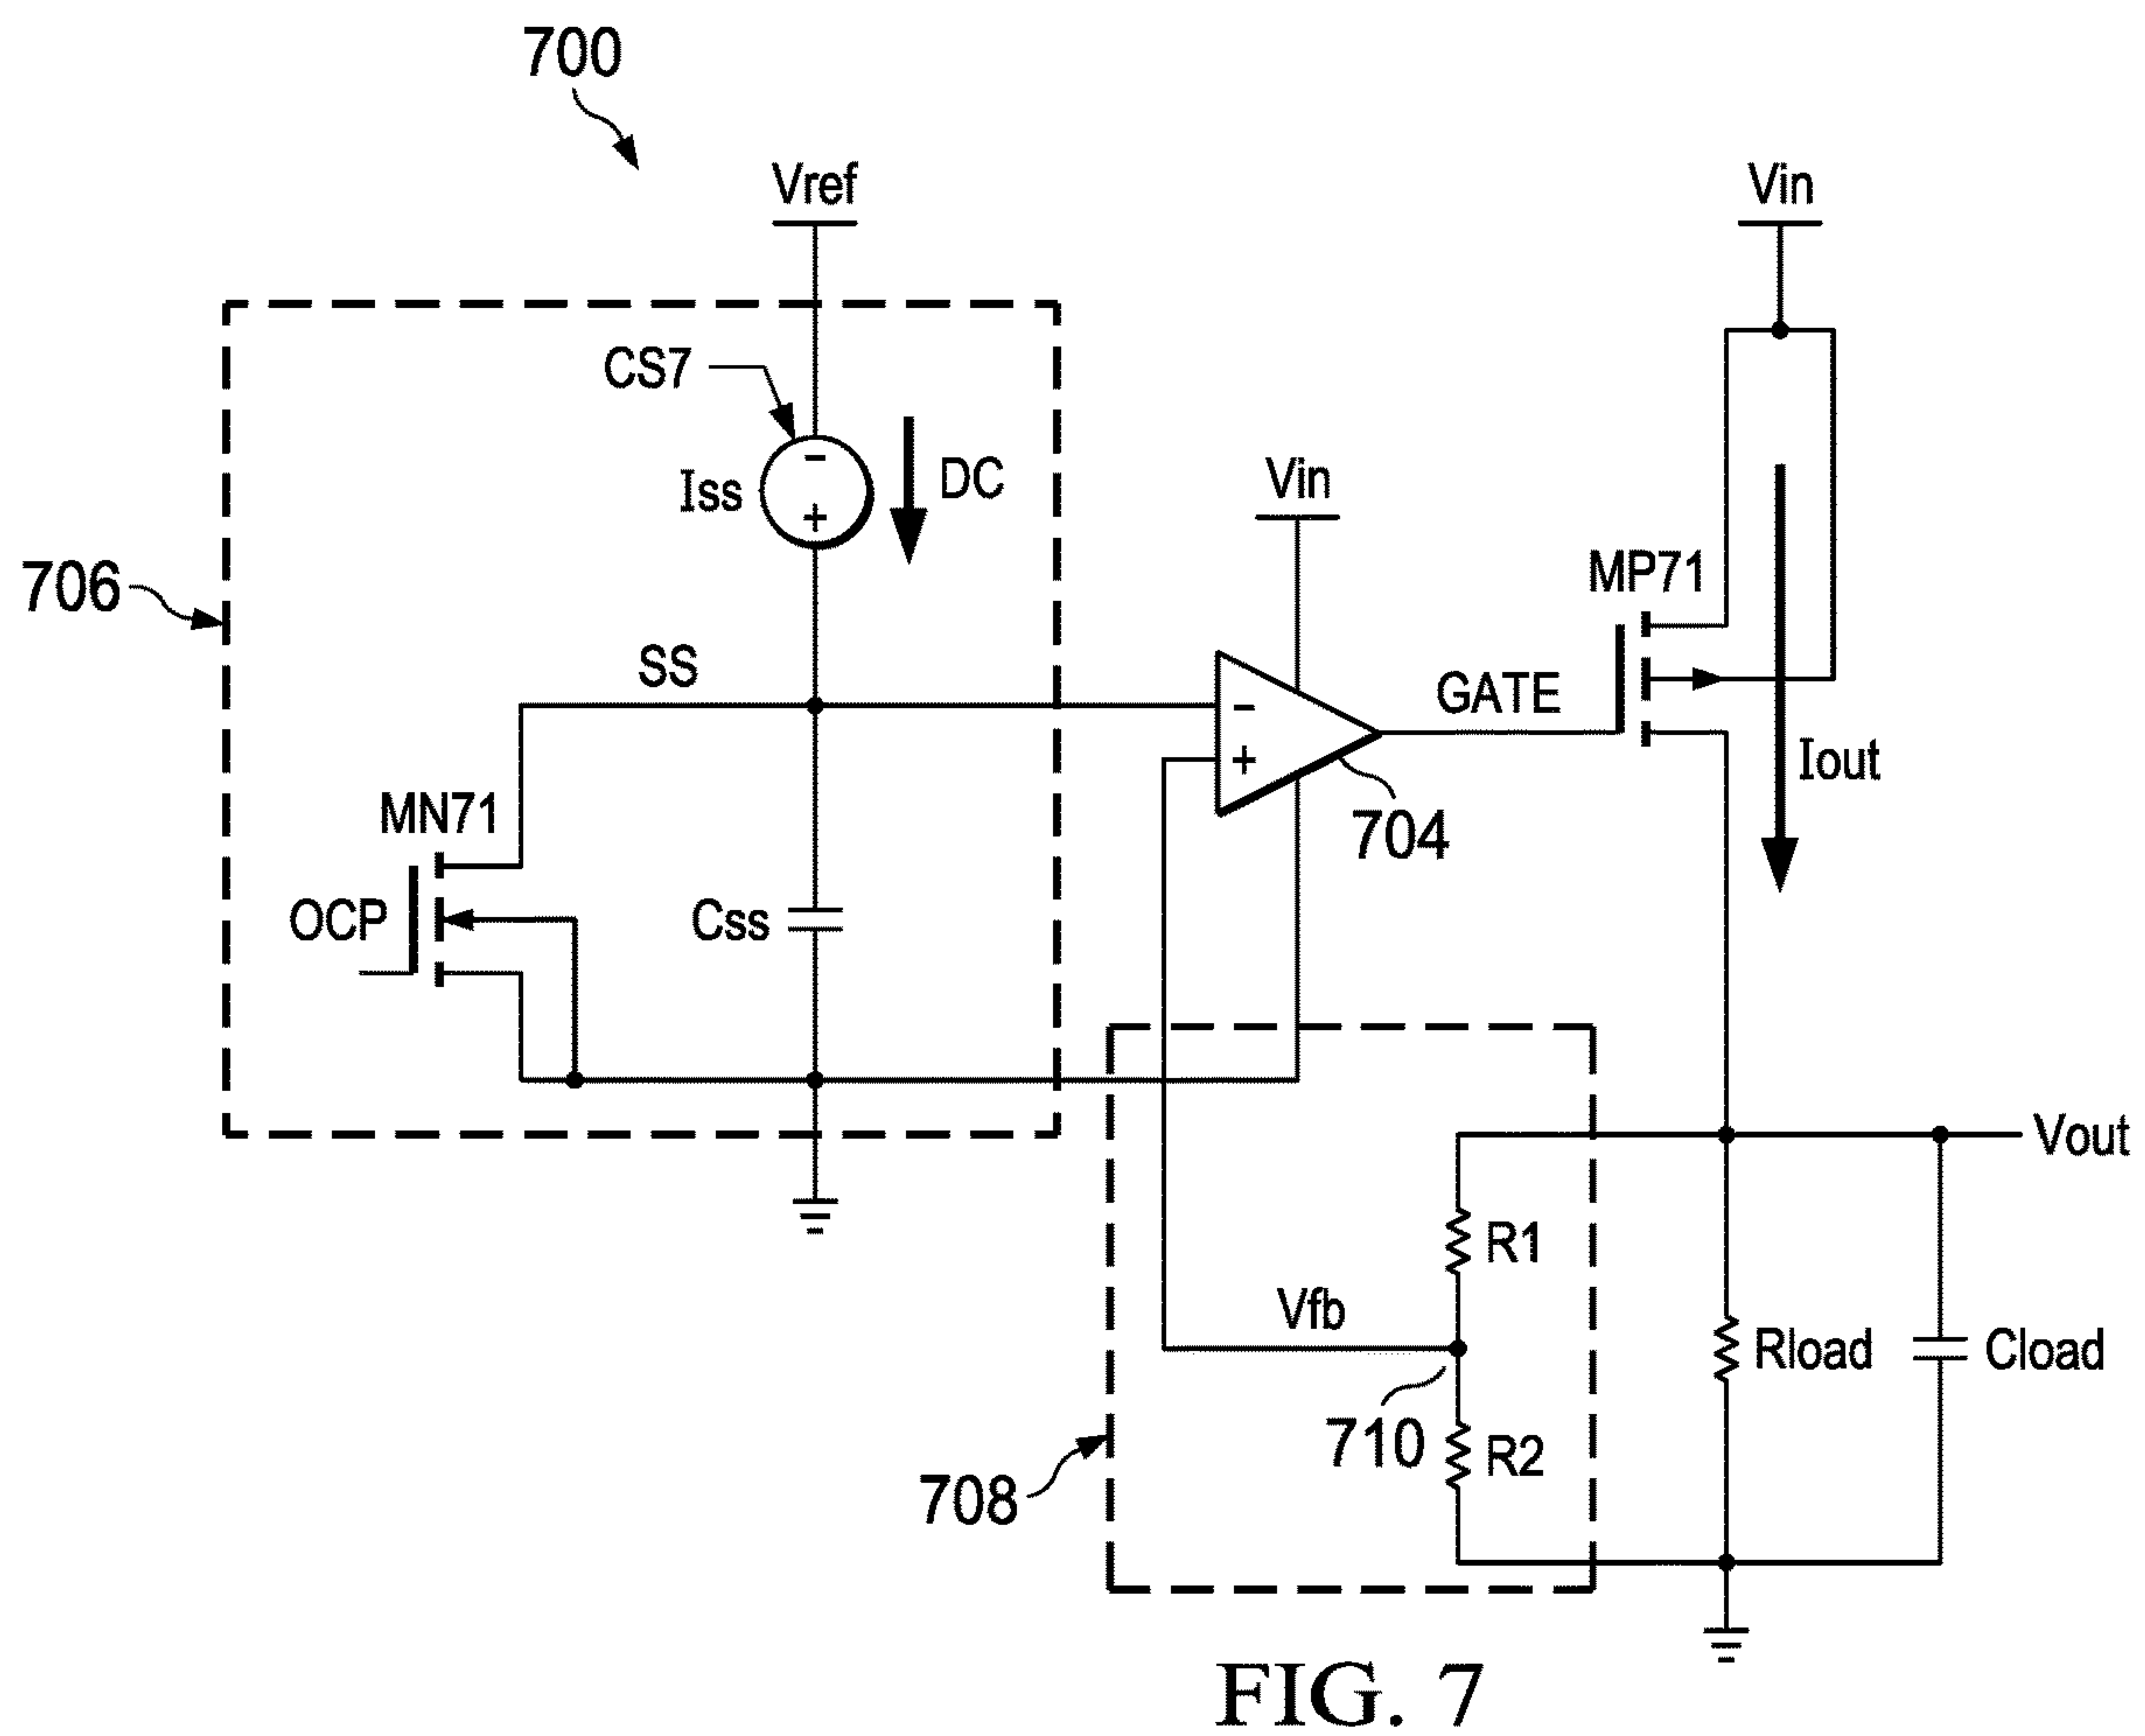 700
Vref
Vin
CS7
-
+
Iss
DC
Vin
MP71
706
SS
GATE
-
+
Iout
MN71
704
OCP
Css
Vout
R1
Vfb
Rload
Cload
710
R2
708
FIG. 7